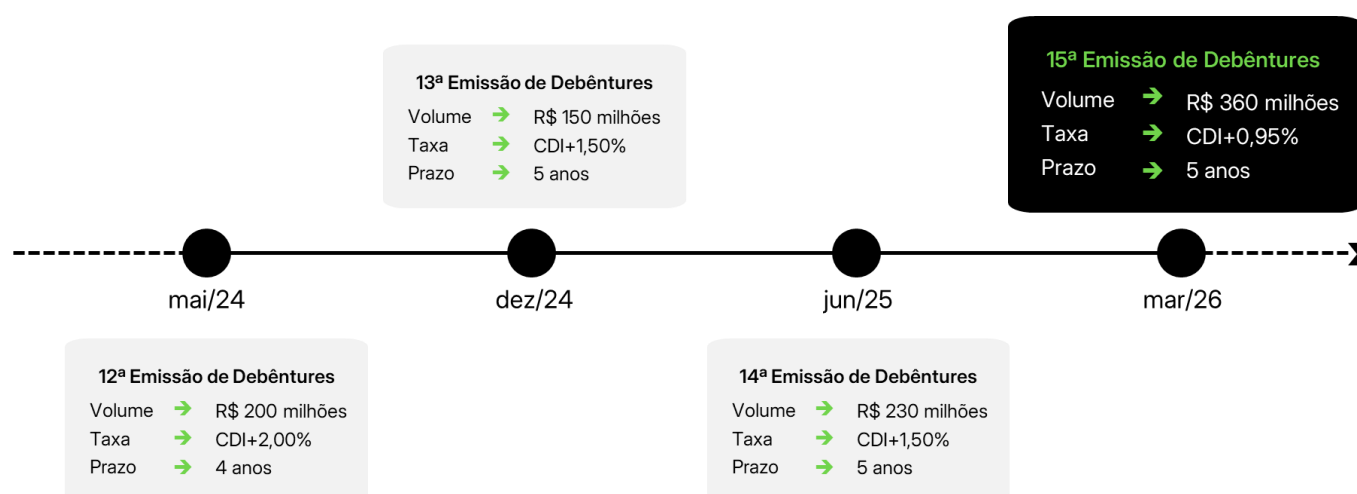 13ª Emissão de Debêntures
Volume → R$ 150 milhões
Taxa → CDI+1,50%
Prazo → 5 anos
15ª Emissão de Debêntures
Volume → R$ 360 milhões
Taxa → CDI+0,95%
Prazo → 5 anos
mai/24 dez/24 jun/25 mar/26
12ª Emissão de Debêntures
Volume → R$ 200 milhões
Taxa → CDI+2,00%
Prazo → 4 anos
14ª Emissão de Debêntures
Volume → R$ 230 milhões
Taxa → CDI+1,50%
Prazo → 5 anos